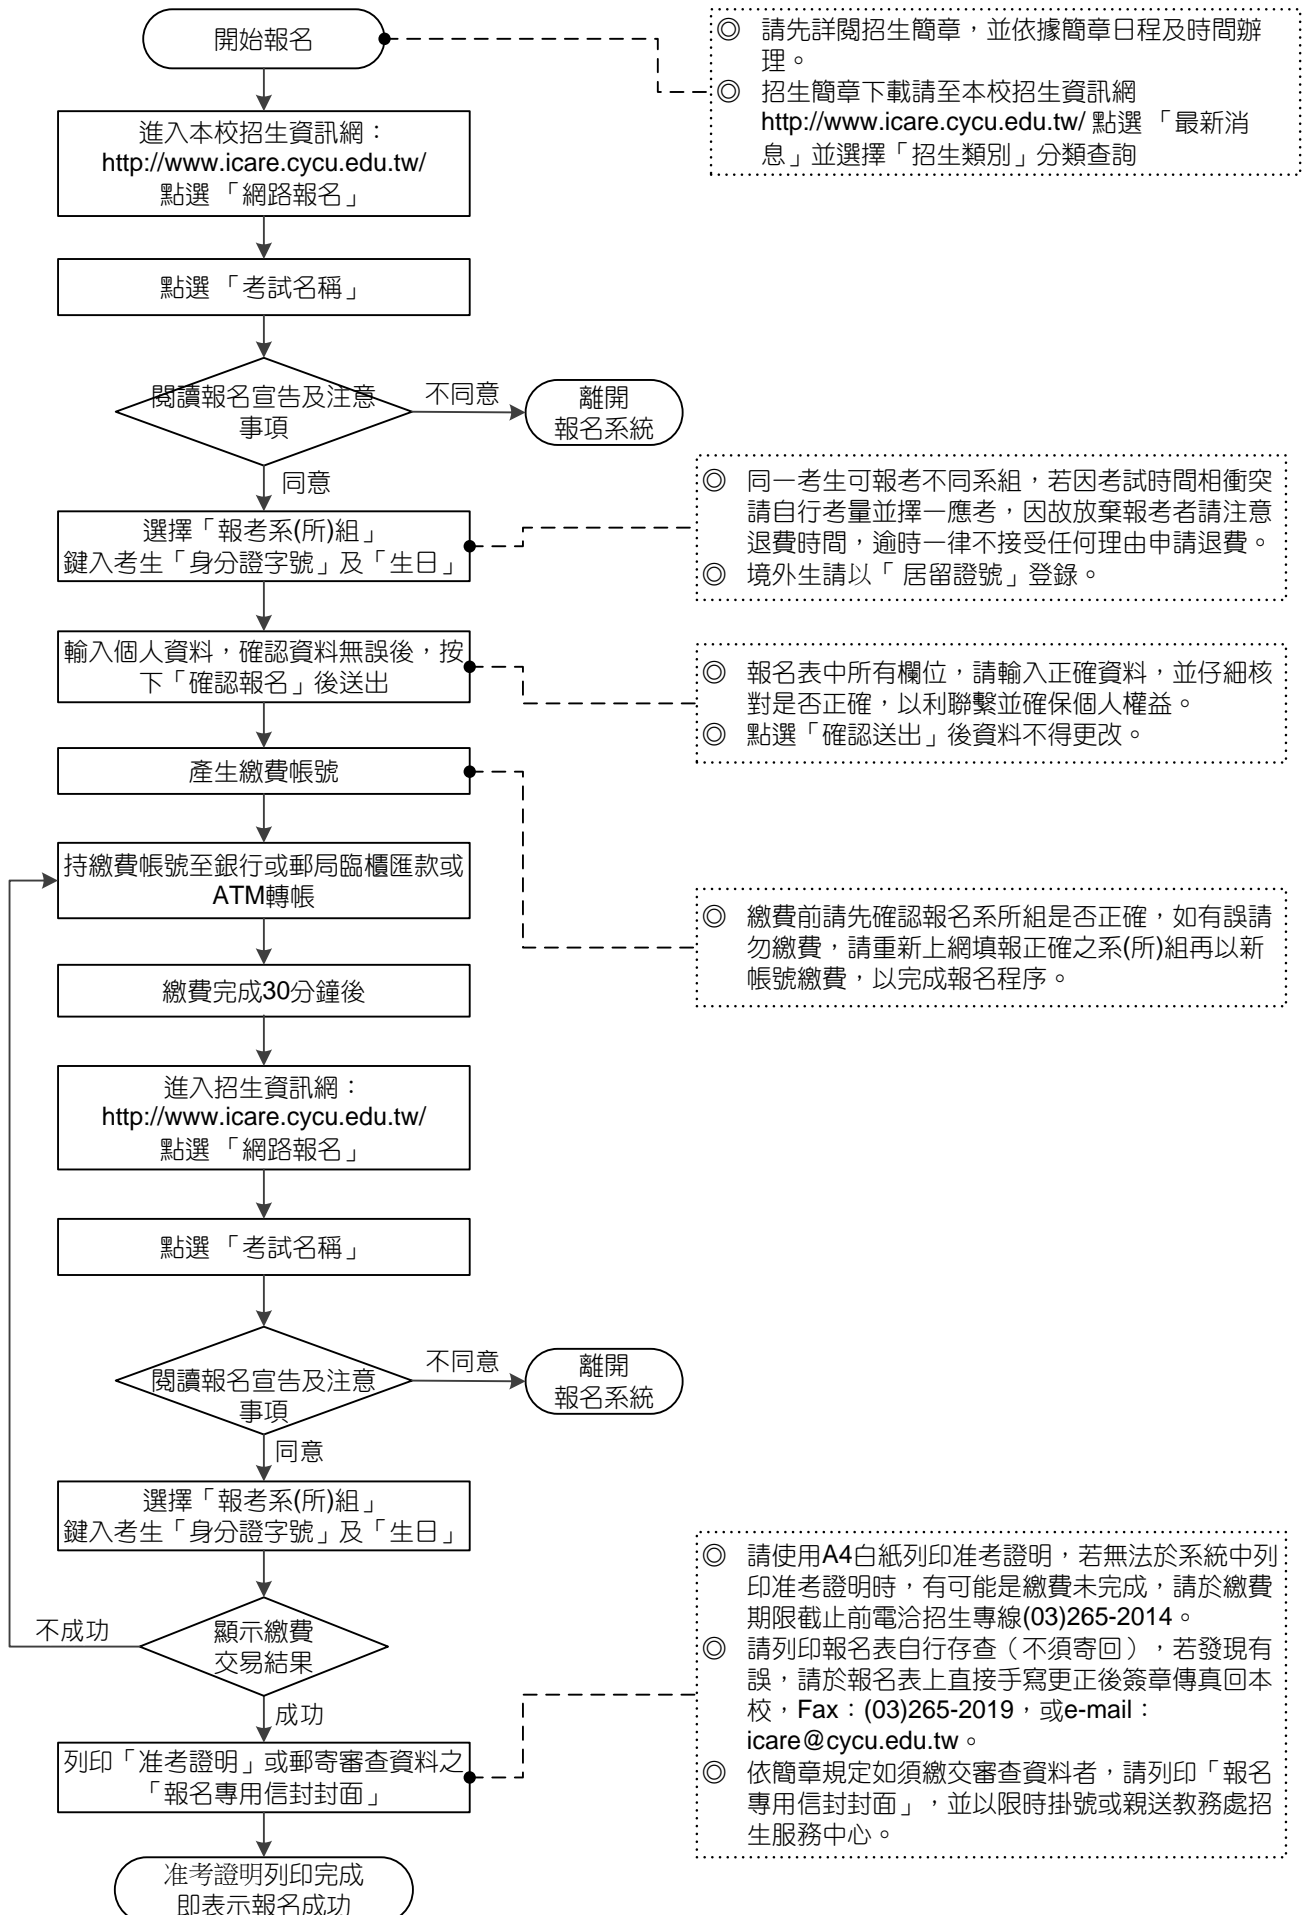 開始報名
◎ 請先詳閱招生簡章，並依據簡章日程及時間辦
理。
◎ 招生簡章下載請至本校招生資訊網
http://www.icare.cycu.edu.tw/ 點選 「最新消
息」並選擇「招生類別」分類查詢
進入本校招生資訊網：
http://www.icare.cycu.edu.tw/
點選 「網路報名」
點選 「考試名稱」
閱讀報名宣告及注意
事項
不同意
離開
報名系統
同意
選擇「報考系(所)組」
鍵入考生「身分證字號」及「生日」
◎ 同一考生可報考不同系組，若因考試時間相衝突
請自行考量並擇一應考，因故放棄報考者請注意
退費時間，逾時一律不接受任何理由申請退費。
◎ 境外生請以「 居留證號」登錄。
輸入個人資料，確認資料無誤後，按
下「確認報名」後送出
◎ 報名表中所有欄位，請輸入正確資料，並仔細核
對是否正確，以利聯繫並確保個人權益。
◎ 點選「確認送出」後資料不得更改。
產生繳費帳號
持繳費帳號至銀行或郵局臨櫃匯款或
ATM轉帳
◎ 繳費前請先確認報名系所組是否正確，如有誤請
勿繳費，請重新上網填報正確之系(所)組再以新
帳號繳費，以完成報名程序。
繳費完成30分鐘後
進入招生資訊網：
http://www.icare.cycu.edu.tw/
點選 「網路報名」
點選 「考試名稱」
閱讀報名宣告及注意
事項
不同意
離開
報名系統
同意
選擇「報考系(所)組」
鍵入考生「身分證字號」及「生日」
顯示繳費
交易結果
不成功
成功
◎ 請使用A4白紙列印准考證明，若無法於系統中列
印准考證明時，有可能是繳費未完成，請於繳費
期限截止前電洽招生專線(03)265-2014。
◎ 請列印報名表自行存查（不須寄回），若發現有
誤，請於報名表上直接手寫更正後簽章傳真回本
校，Fax：(03)265-2019，或e-mail：
icare@cycu.edu.tw。
◎ 依簡章規定如須繳交審查資料者，請列印「報名
專用信封封面」，並以限時掛號或親送教務處招
生服務中心。
列印「准考證明」或郵寄審查資料之
「報名專用信封封面」
准考證明列印完成
即表示報名成功